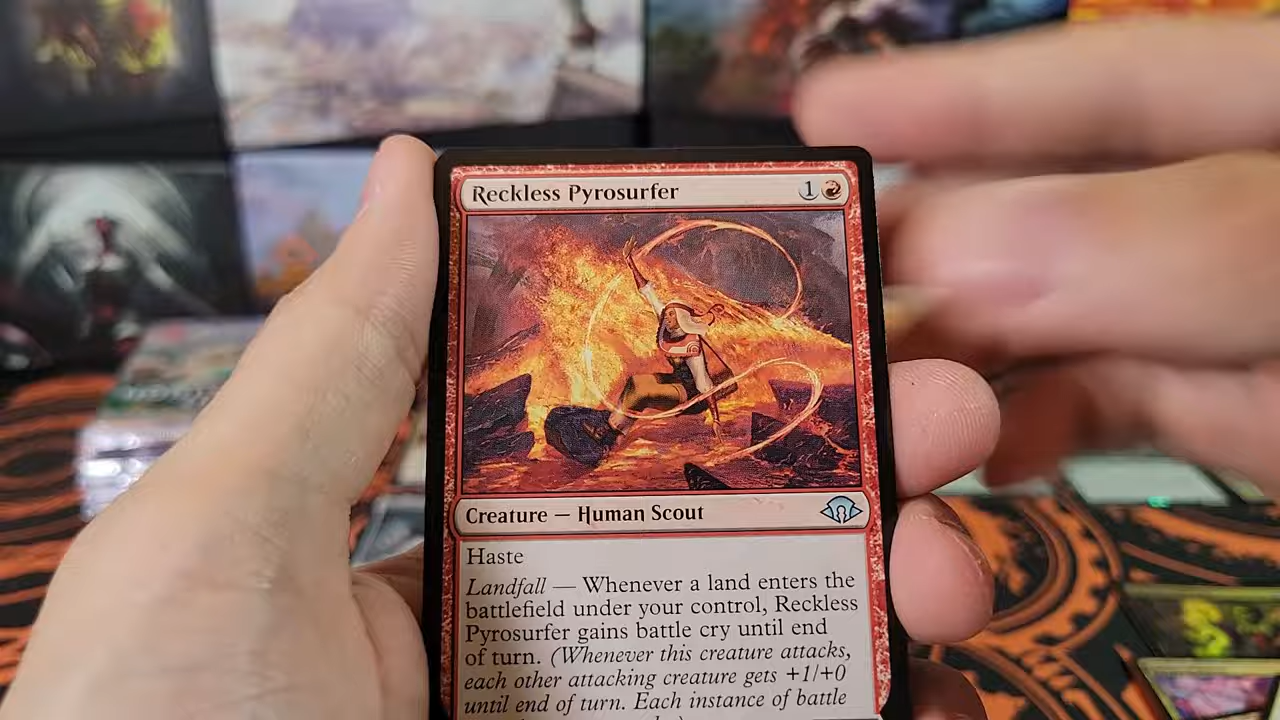 Reckless Pyrosurfer 1
Creature — Human Scout
Haste
Landfall — Whenever a land enters the
battlefield under your control, Reckless
Pyrosurfer gains battle cry until end
of turn. (Whenever this creature attacks,
each other attacking creature gets +1/+0
until end of turn. Each instance of battle